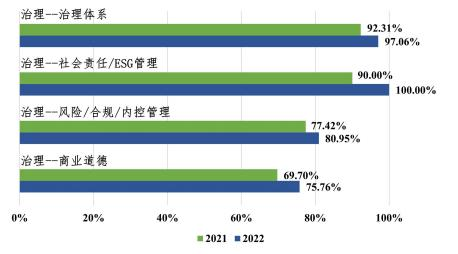 治理--治理体系
92.31%
97.06%
治理--社会责任/ESG管理
90.00%
100.00%
治理--风险/合规/内控管理
77.42%
80.95%
治理--商业道德
69.70%
75.76%
0% 20% 40% 60% 80% 100%
2021 2022